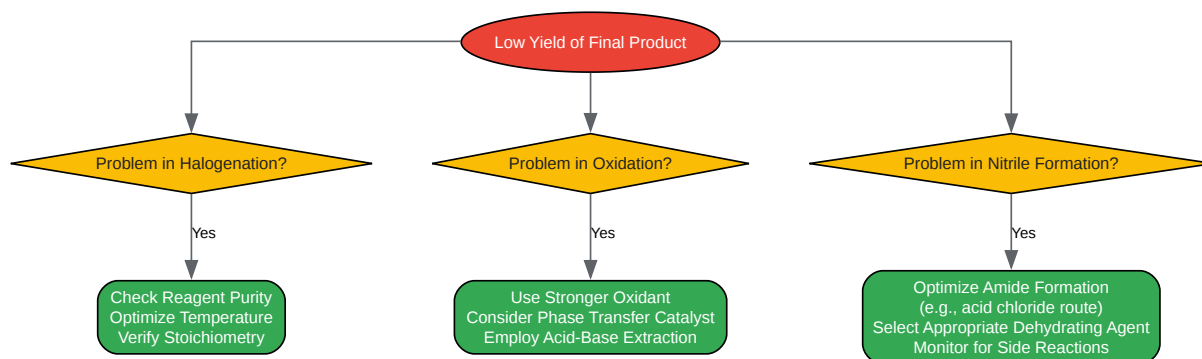 Low Yield of Final Product
Problem in Halogenation?
Problem in Oxidation?
Problem in Nitrile Formation?
Yes
Yes
Yes
Check Reagent Purity
Optimize Temperature
Verify Stoichiometry
Use Stronger Oxidant
Consider Phase Transfer Catalyst
Employ Acid-Base Extraction
Optimize Amide Formation
(e.g., acid chloride route)
Select Appropriate Dehydrating Agent
Monitor for Side Reactions